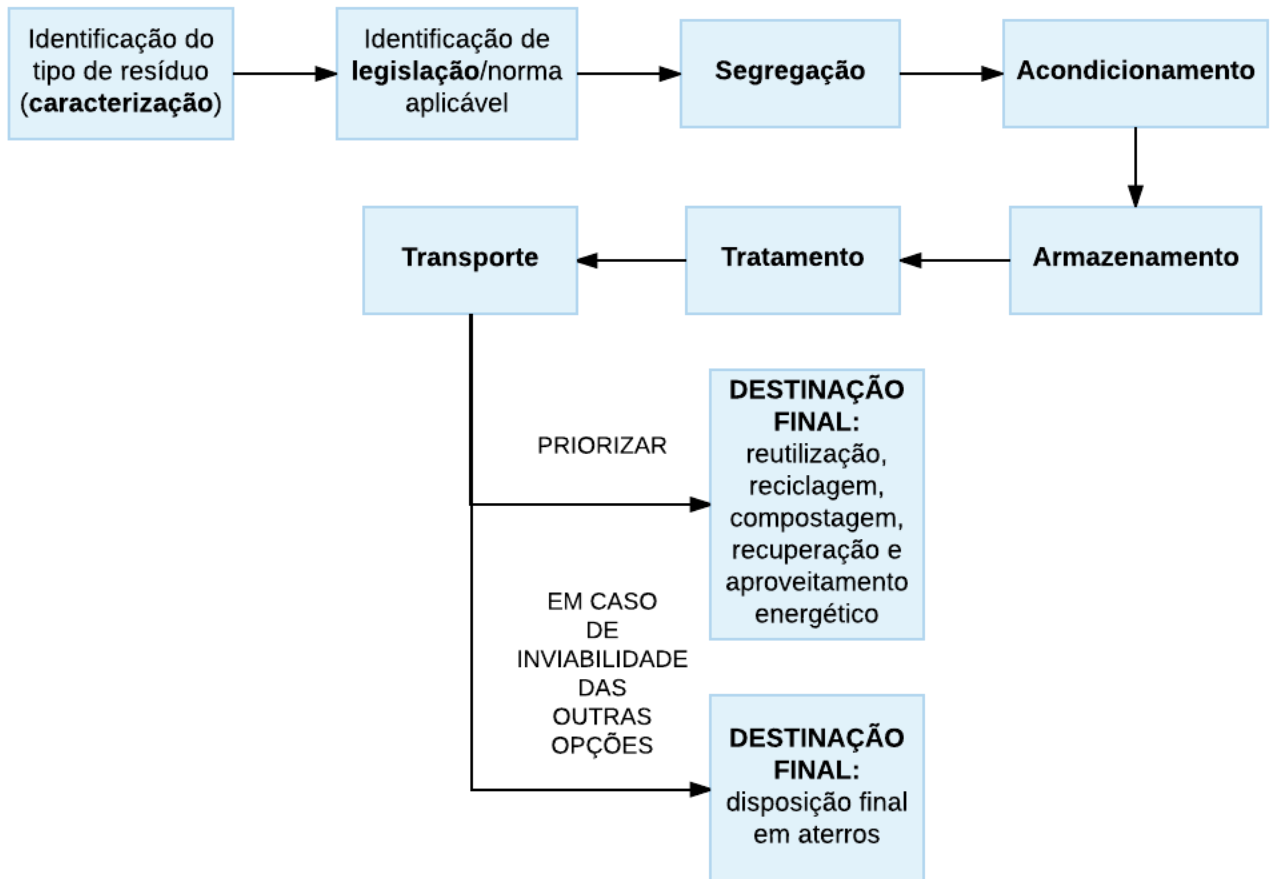 Identificação do
tipo de resíduo
(caracterização)
Identificação de
legislação/norma
aplicável
Segregação
Acondicionamento
Armazenamento
Tratamento
Transporte
PRIORIZAR
DESTINAÇÃO
FINAL:
reutilização,
reciclagem,
compostagem,
recuperação e
aproveitamento
energético
EM CASO
DE
INVIABILIDADE
DAS
OUTRAS
OPÇÕES
DESTINAÇÃO
FINAL:
disposição final
em aterros